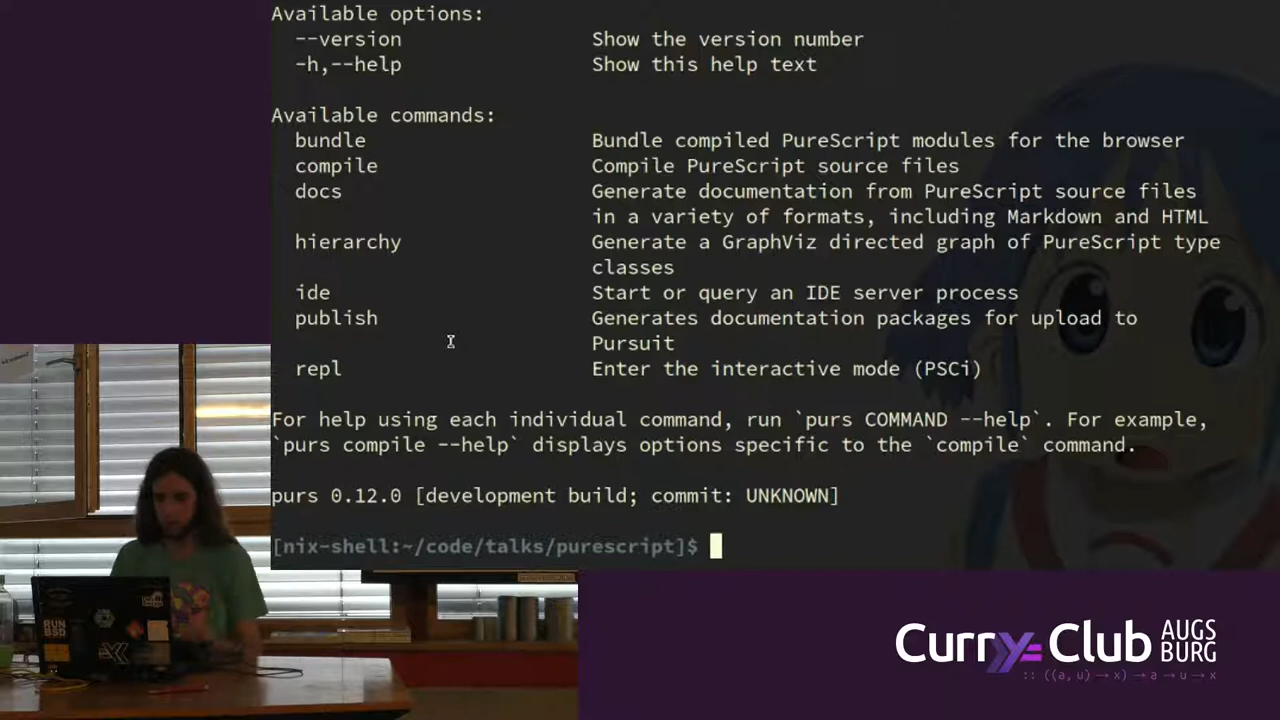 Available options:
--version Show the version number
-h,--help Show this help text
Available commands:
bundle Bundle compiled PureScript modules for the browser
compile Compile PureScript source files
docs Generate documentation from PureScript source files
in a variety of formats, including Markdown and HTML
hierarchy Generate a GraphViz directed graph of PureScript type
classes
ide Start or query an IDE server process
publish Generates documentation packages for upload to
Pursuit
repl Enter the interactive mode (PSCi)
For help using each individual command, run `purs COMMAND --help`. For example,
`purs compile --help` displays options specific to the `compile` command.
purs 0.12.0 [development build; commit: UNKNOWN]
[nix-shell:~/code/talks/purescript]$
RUN
BSD
Curry Club AUGS
BURG
:: ((a, u) → x) → a → u → x